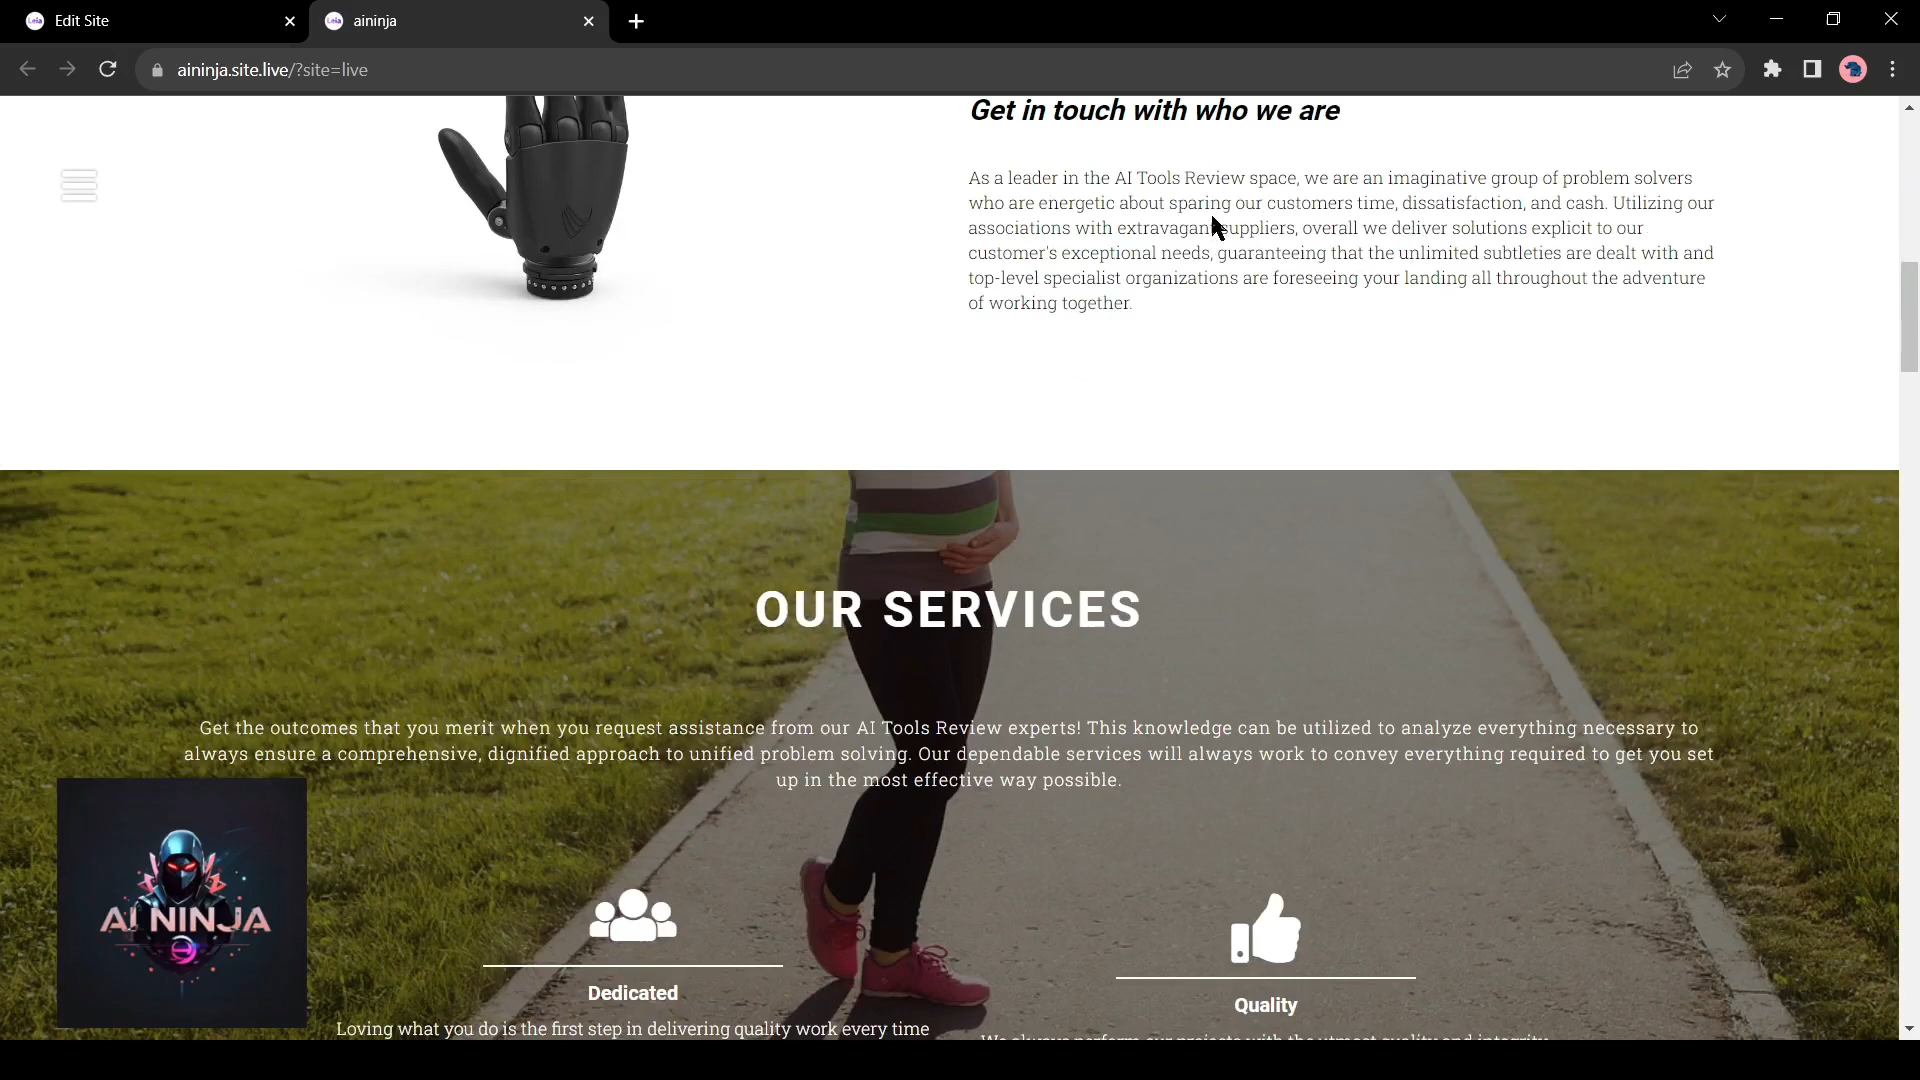 Edit Site
aininja
aininja.site.live/?site=live
Get in touch with who we are
As a leader in the AI Tools Review space, we are an imaginative group of problem solvers
who are energetic about sparing our customers time, dissatisfaction, and cash. Utilizing our
associations with extravagant suppliers, overall we deliver solutions explicit to our
customer's exceptional needs, guaranteeing that the unlimited subtleties are dealt with and
top-level specialist organizations are foreseeing your landing all throughout the adventure
of working together.
OUR SERVICES
Get the outcomes that you merit when you request assistance from our AI Tools Review experts! This knowledge can be utilized to analyze everything necessary to
always ensure a comprehensive, dignified approach to unified problem solving. Our dependable services will always work to convey everything required to get you set
up in the most effective way possible.
AI NINJA
Dedicated
Quality
Loving what you do is the first step in delivering quality work every time
We always perform our projects with the utmost quality and integrity